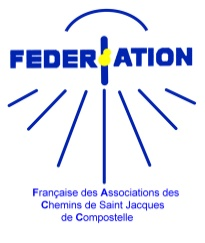 FEDERATION
Française des Associations des
Chemins de Saint Jacques
de Compostelle